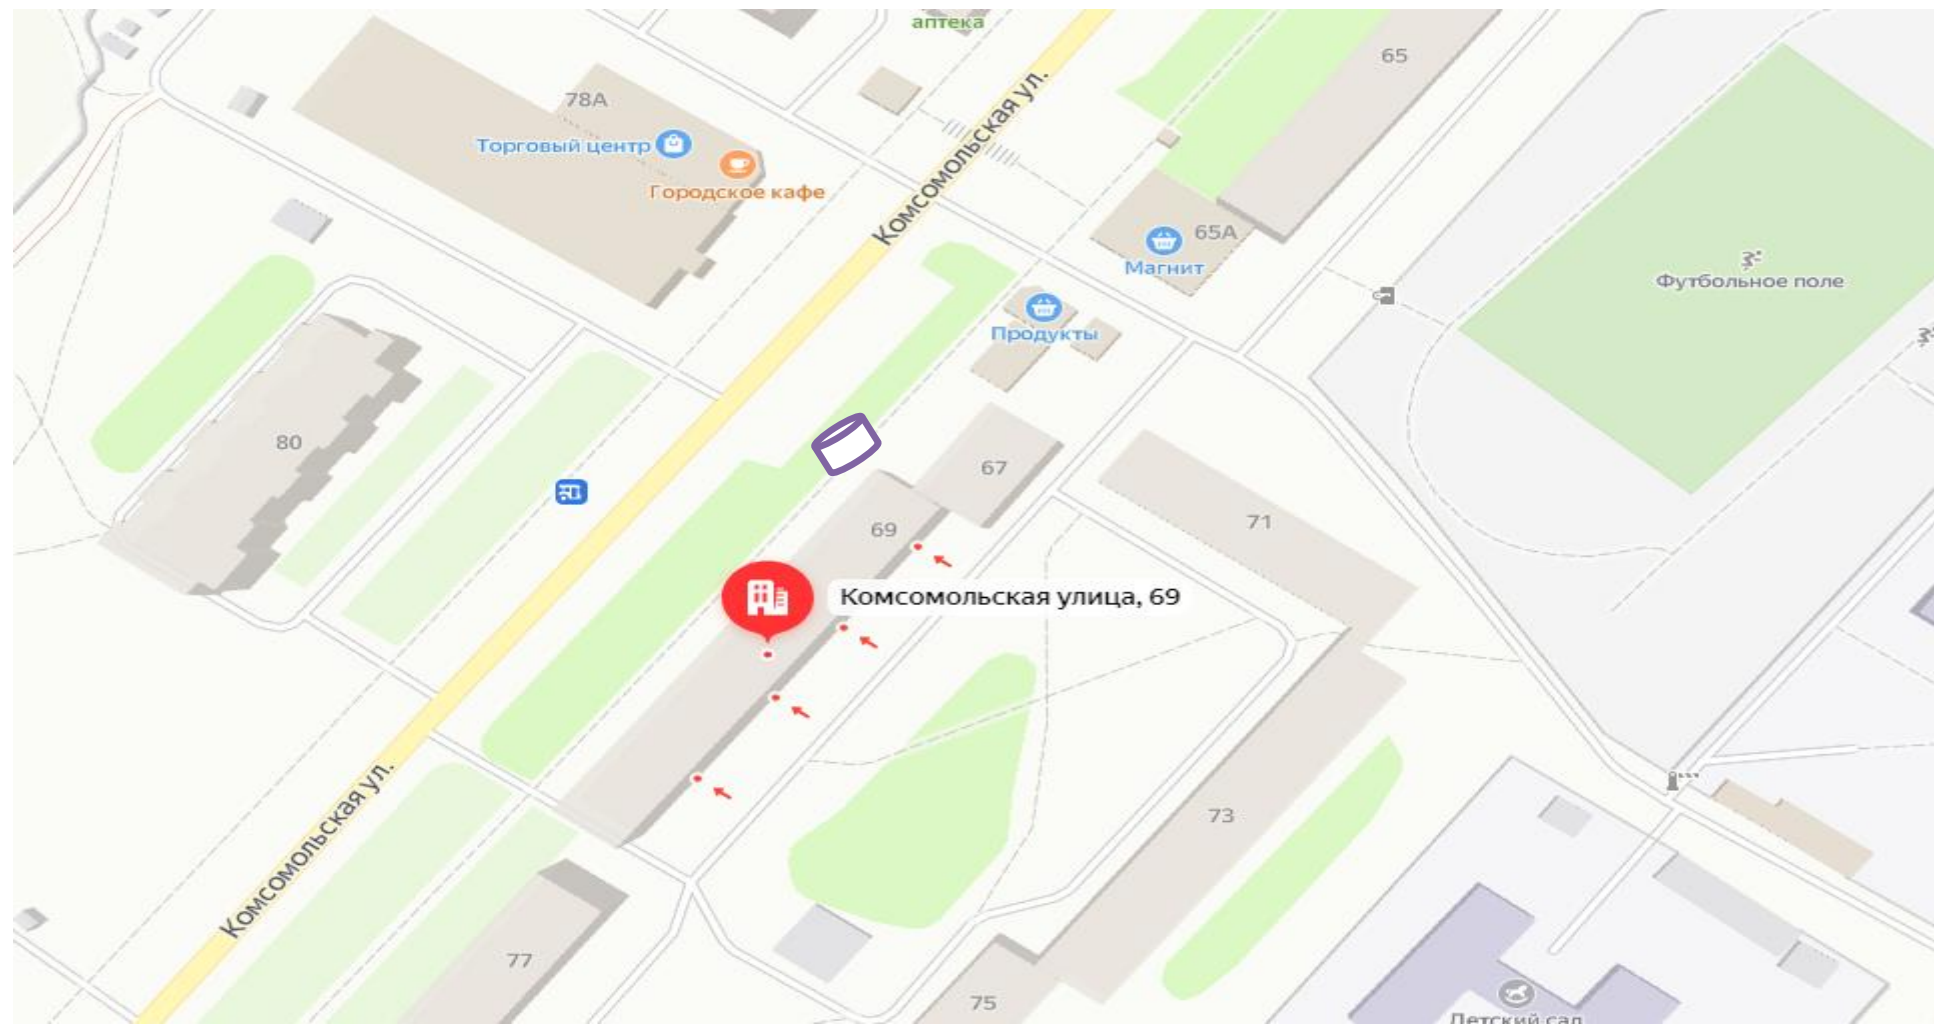 аптека
65
78А
Комсомольская ул.
Торговый центр
Городское кафе
65А
Магнит
Футбольное поле
Продукты
80
67
71
69
Комсомольская улица, 69
Комсомольская ул.
73
77
75
Детский сад